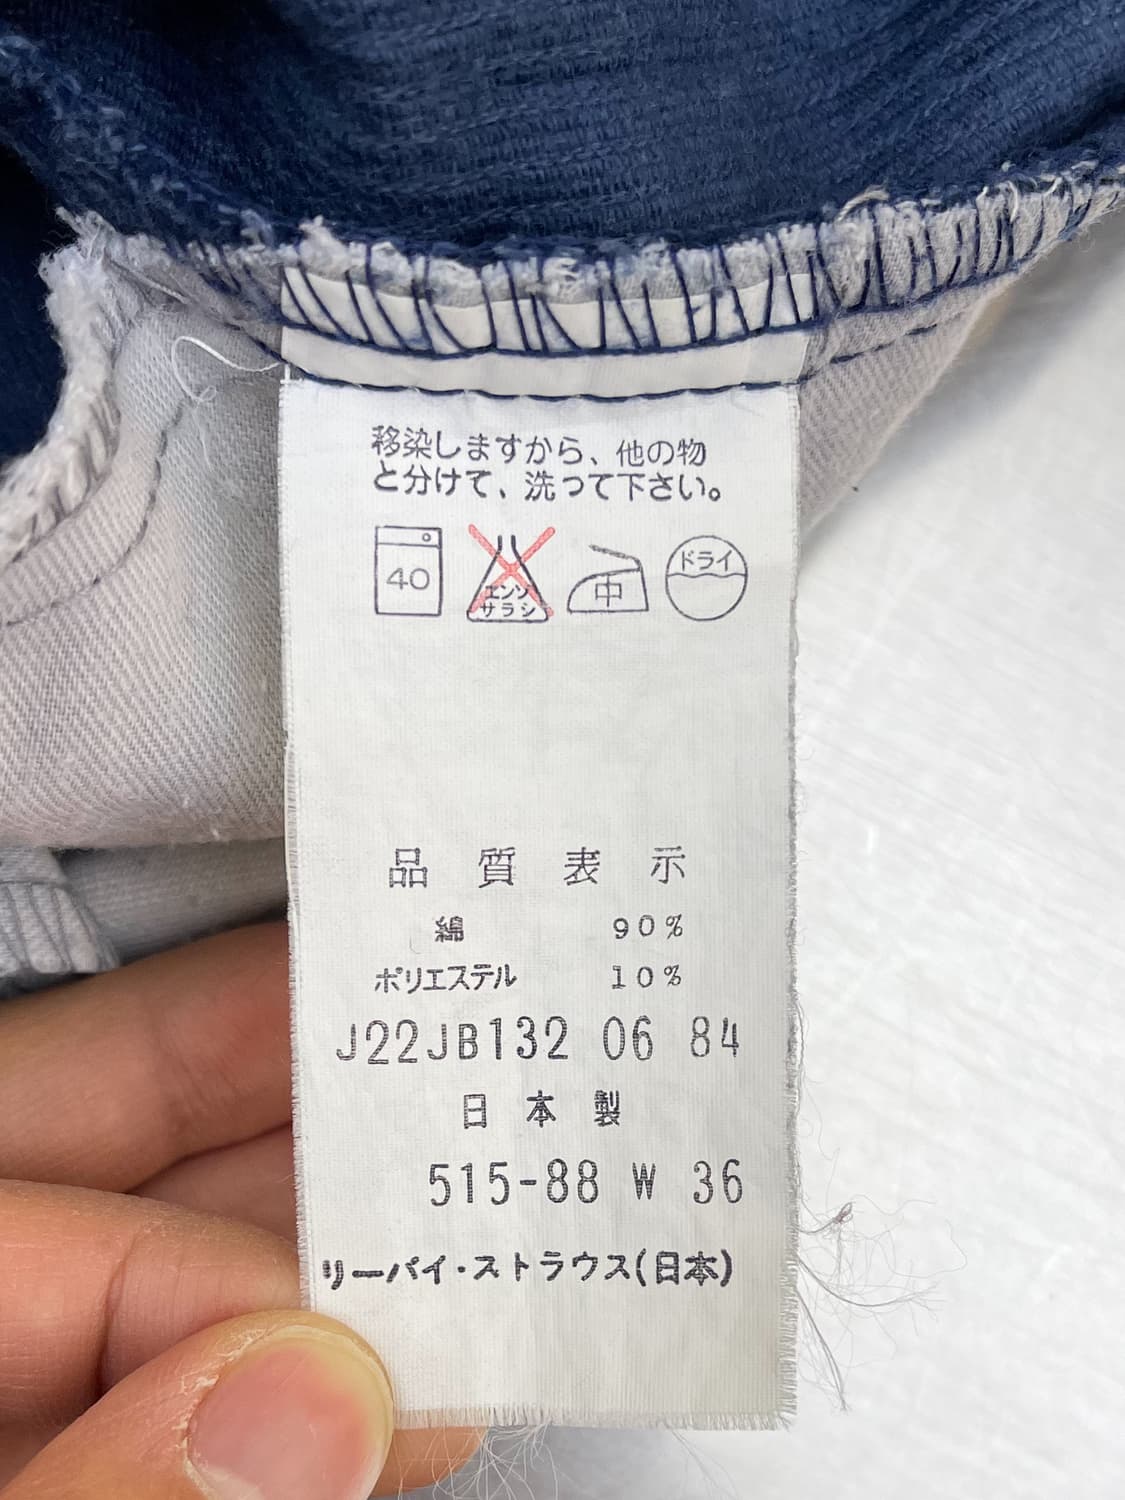 移染しますから、他の物
と分けて、洗って下さい。
40 エンソ サラシ 中 ドライ
品質表示
綿 90%
ポリエステル 10%
J22JB132 06 84
日本製
515-88 W 36
リーバイ・ストラウス(日本)